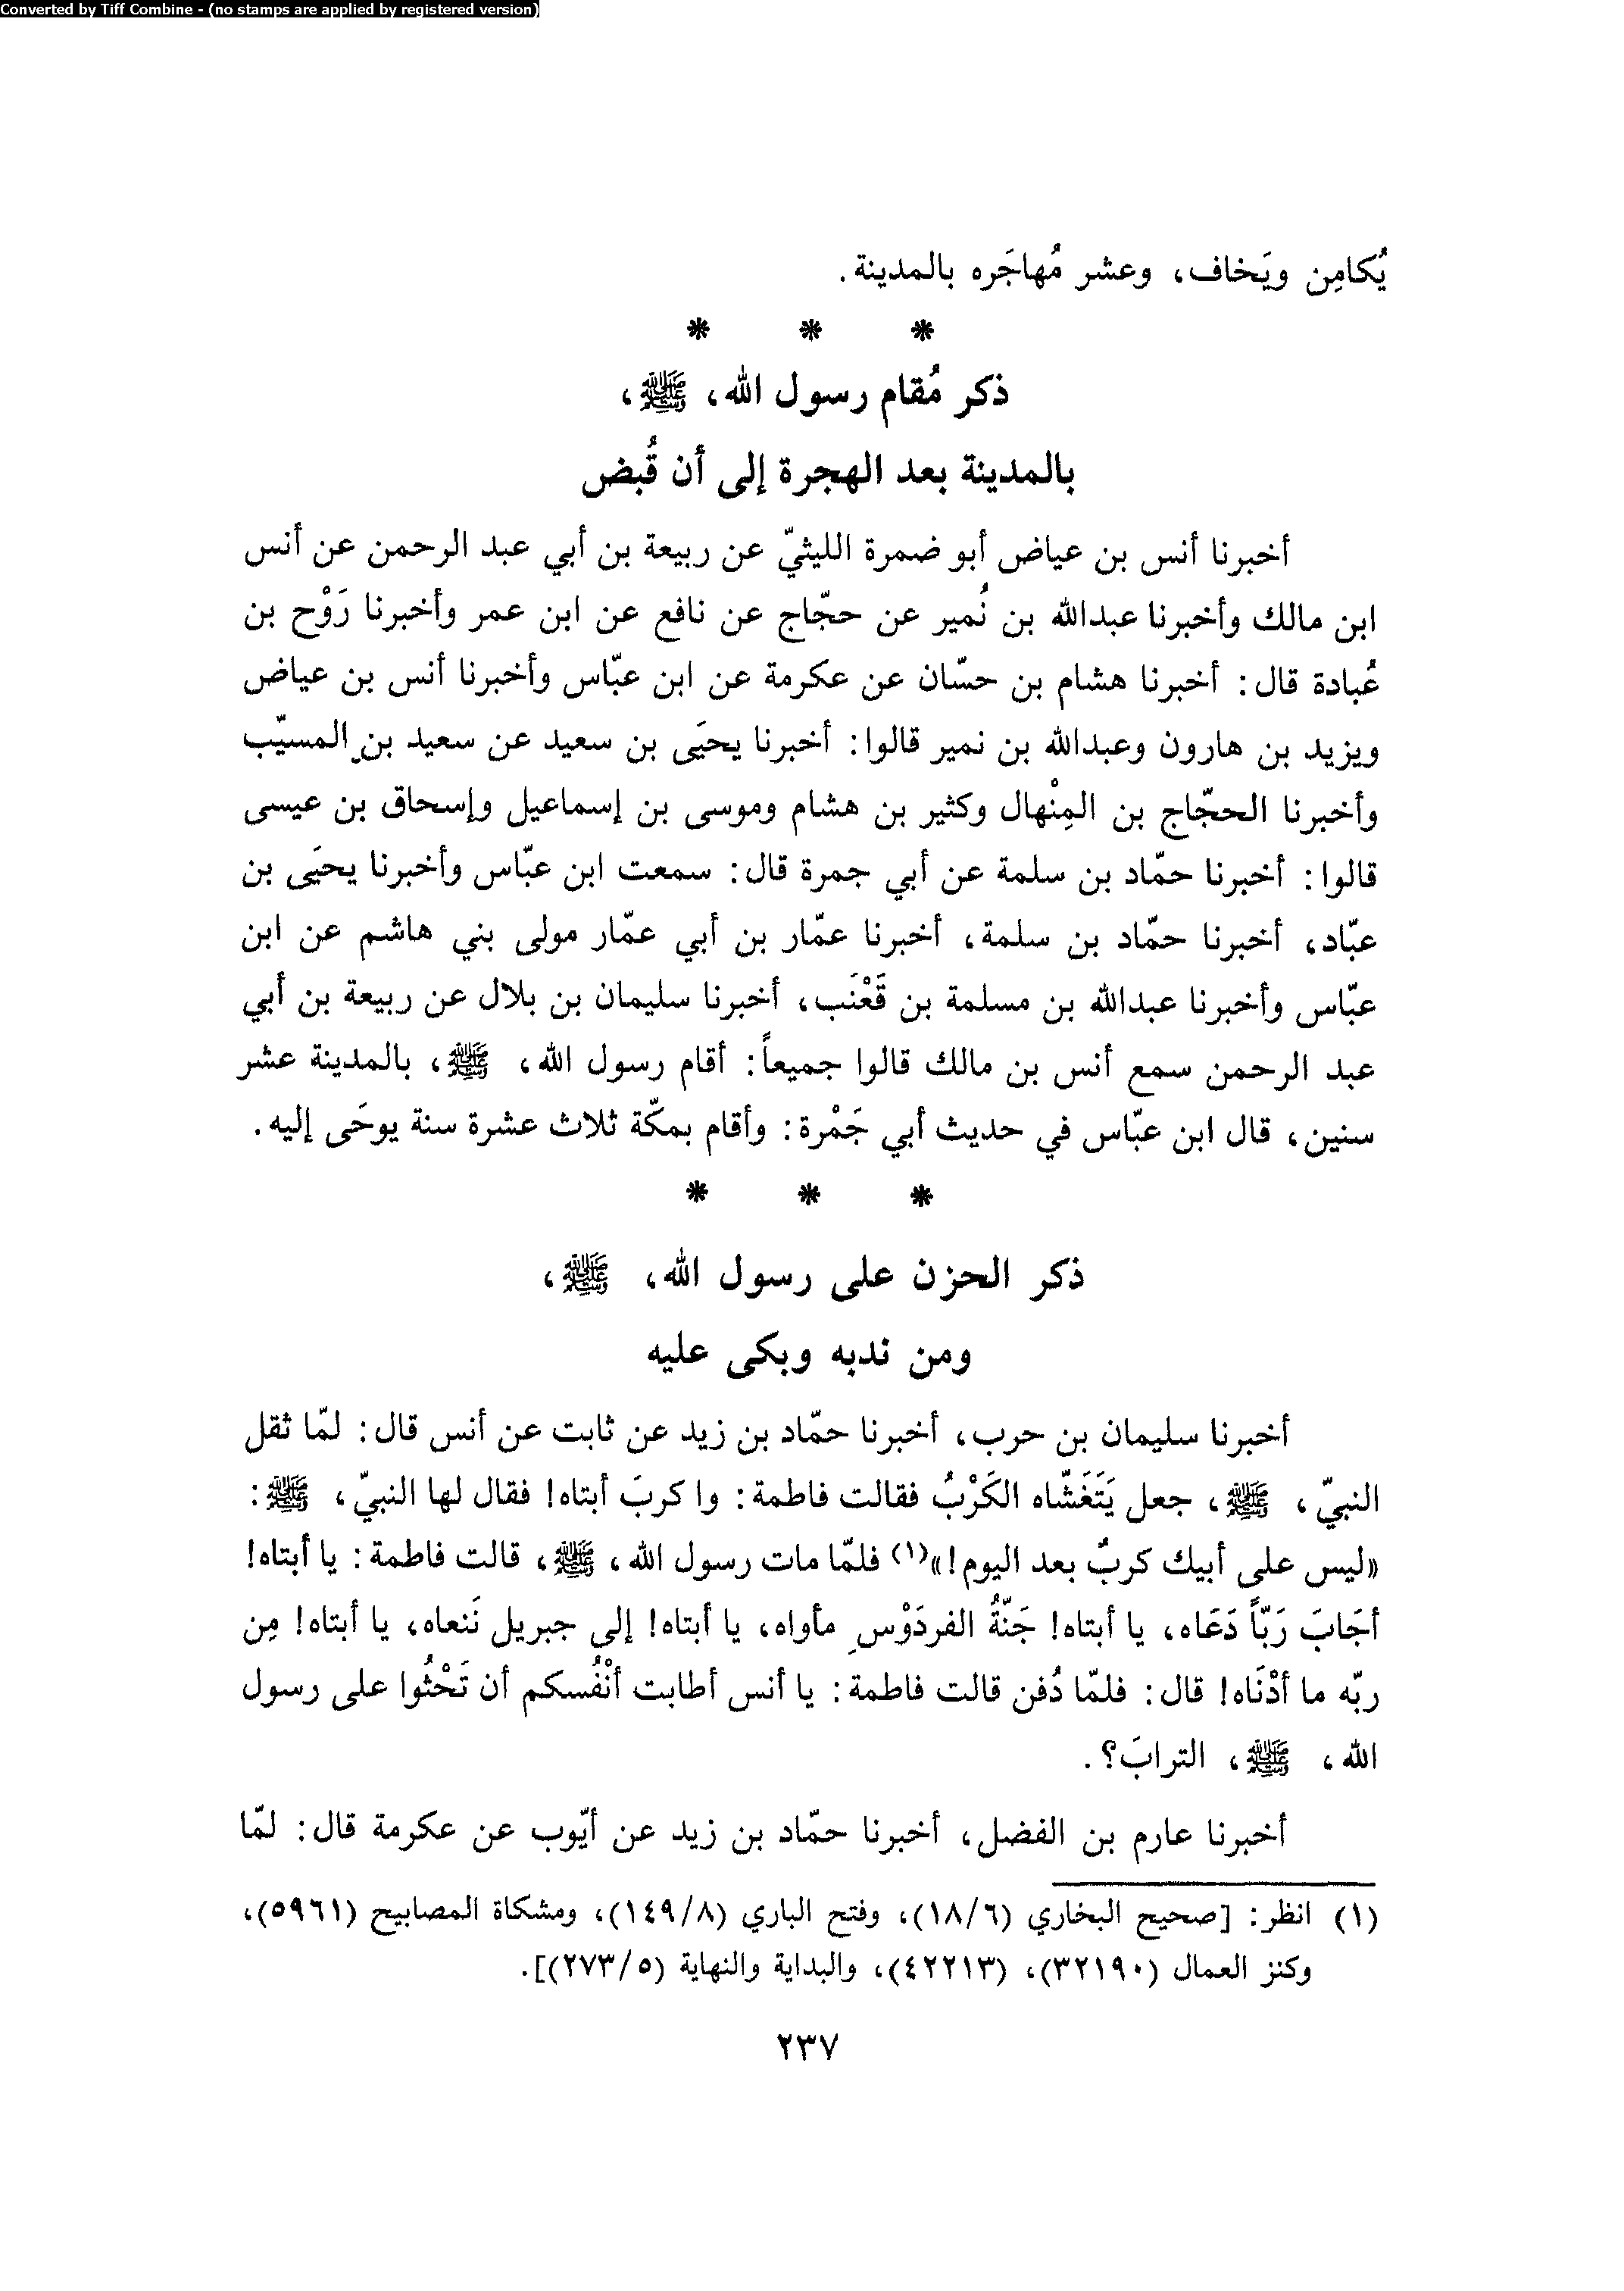 Converted by Tiff Combine - (no stamps are applied by registered version)
يُكامِن ويَخاف، وعشر مُهاجَره بالمدينة.
* * *
ذكر مُقام رسول الله، ﷺ،
بالمدينة بعد الهجرة إلى أن قُبض
أخبرنا أنس بن عياض أبو ضمرة الليثيّ عن ربيعة بن أبي عبد الرحمن عن أنس
ابن مالك وأخبرنا عبدالله بن نُمير عن حجّاج عن نافع عن ابن عمر وأخبرنا رَوْح بن
عُبادة قال: أخبرنا هشام بن حسّان عن عكرمة عن ابن عبّاس وأخبرنا أنس بن عياض
ويزيد بن هارون وعبدالله بن نمير قالوا: أخبرنا يحيَى بن سعيد عن سعيد بنِ المسيّب
وأخبرنا الحجّاج بن المِنْهال وكثير بن هشام وموسى بن إسماعيل وإسحاق بن عيسى
قالوا: أخبرنا حمّاد بن سلمة عن أبي جمرة قال: سمعت ابن عبّاس وأخبرنا يحيَى بن
عبّاد، أخبرنا حمّاد بن سلمة، أخبرنا عمّار بن أبي عمّار مولى بني هاشم عن ابن
عبّاس وأخبرنا عبدالله بن مسلمة بن قَعْنَب، أخبرنا سليمان بن بلال عن ربيعة بن أبي
عبد الرحمن سمع أنس بن مالك قالوا جميعاً: أقام رسول الله، ﷺ، بالمدينة عشر
سنين، قال ابن عبّاس في حديث أبي جَمْرة: وأقام بمكّة ثلاث عشرة سنة يوحَى إليه.
* * *
ذكر الحزن على رسول الله، ﷺ،
ومن ندبه وبكى عليه
أخبرنا سليمان بن حرب، أخبرنا حمّاد بن زيد عن ثابت عن أنس قال: لمّا ثقل
النبيّ، ﷺ، جعل يَتَغَشّاه الكَرْبُ فقالت فاطمة: وا كربَ أبتاه! فقال لها النبيّ، ﷺ:
«ليس على أبيك كربٌ بعد اليوم!»(١) فلمّا مات رسول الله، ﷺ، قالت فاطمة: يا أبتاه!
أجَابَ رَبّاً دَعَاه، يا أبتاه! جَنّةُ الفردَوْسِ مأواه، يا أبتاه! إلى جبريل نَنعاه، يا أبتاه! مِن
ربّه ما أدْنَاه! قال: فلمّا دُفن قالت فاطمة: يا أنس أطابت أنْفُسكم أن تَحْثُوا على رسول
الله، ﷺ، الترابَ؟.
أخبرنا عارم بن الفضل، أخبرنا حمّاد بن زيد عن أيّوب عن عكرمة قال: لمّا
(١) انظر: [صحيح البخاري (١٨/٦)، وفتح الباري (١٤٩/٨)، ومشكاة المصابيح (٥٩٦١)،
وكنز العمال (٣٢١٩٠)، (٤٢٢١٣)، والبداية والنهاية (٢٧٣/٥)].
٢٣٧